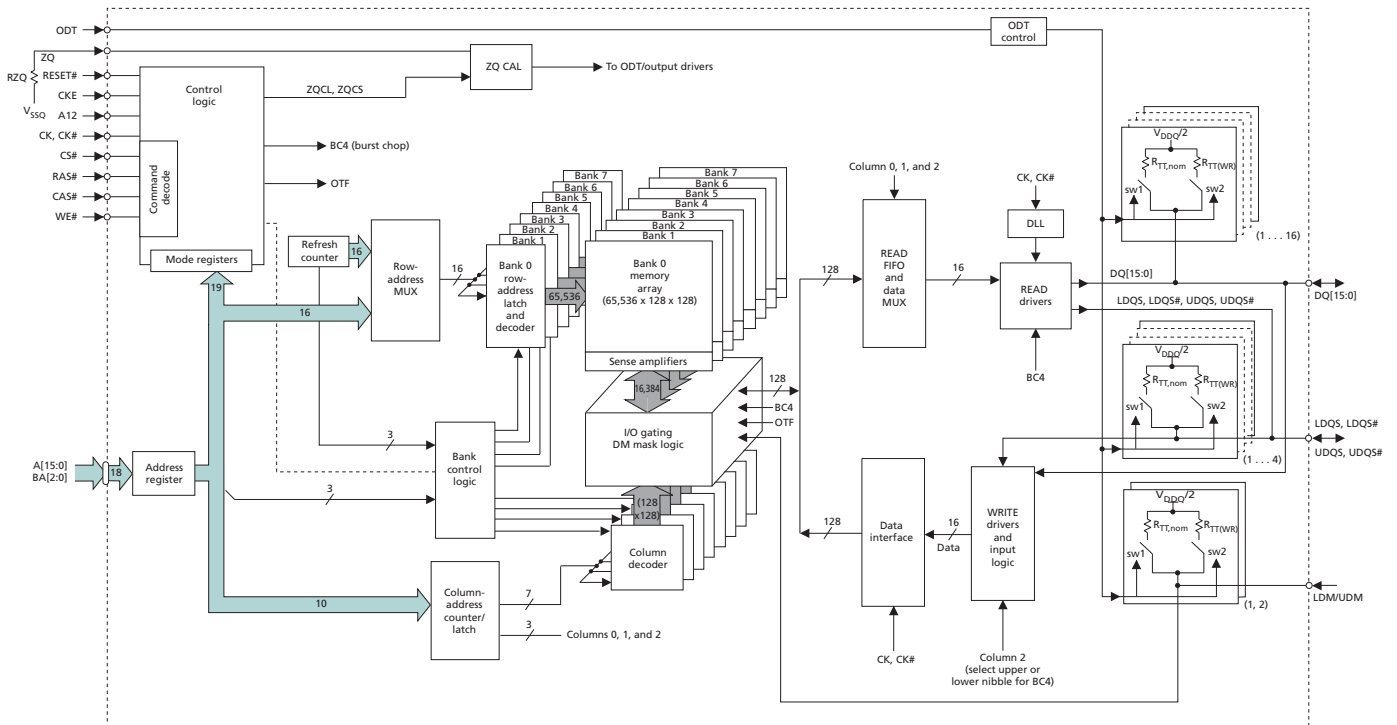 ODT
ODT
control
ZQ
RZQ
VSSQ
RESET#
CKE
A12
CK, CK#
CS#
RAS#
CAS#
WE#
Control
logic
Command
decode
Mode registers
ZQCL, ZQCS
ZQ CAL
To ODT/output drivers
BC4 (burst chop)
OTF
Refresh
counter
16
Row-
address
MUX
16
Bank 7
Bank 6
Bank 5
Bank 4
Bank 3
Bank 2
Bank 1
Bank 0
row-
address
latch
and
decoder
65,536
Bank 7
Bank 6
Bank 5
Bank 4
Bank 3
Bank 2
Bank 1
Bank 0
memory
array
(65,536 x 128 x 128)
Sense amplifiers
16,384
I/O gating
DM mask logic
128
BC4
OTF
(128
x128)
Column
decoder
19
16
3
3
Bank
control
logic
A[15:0]
BA[2:0]
18
Address
register
10
Column-
address
counter/
latch
7
3
Columns 0, 1, and 2
Column 0, 1, and 2
128
READ
FIFO
and
data
MUX
16
CK, CK#
DLL
READ
drivers
BC4
DQ[15:0]
LDQS, LDQS#, UDQS, UDQS#
128
Data
interface
CK, CK#
16
Data
WRITE
drivers
and
input
logic
Column 2
(select upper or
lower nibble for BC4)
VDDQ/2
RTT,nom
RTT(WR)
sw1
sw2
(1 . . . 16)
DQ[15:0]
VDDQ/2
RTT,nom
RTT(WR)
sw1
sw2
(1 . . . 4)
LDQS, LDQS#
UDQS, UDQS#
VDDQ/2
RTT,nom
RTT(WR)
sw1
sw2
(1, 2)
LDM/UDM